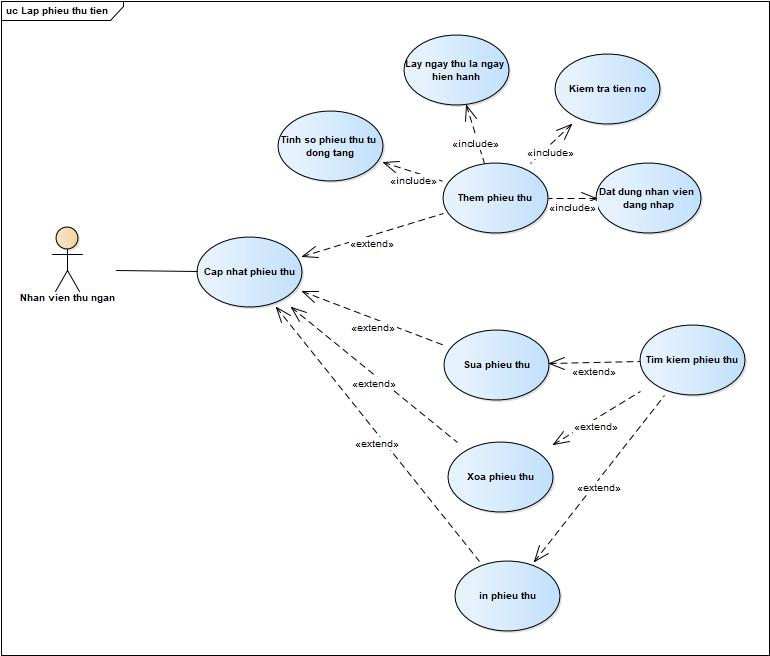 uc Lap phieu thu tien
Lay ngay thu la ngay
hien hanh
Kiem tra tien no
Tinh so phieu thu tu
dong tang
«include»
«include»
«include»
Them phieu thu
Dat dung nhan vien
dang nhap
«include»
«extend»
Cap nhat phieu thu
Nhan vien thu ngan
«extend»
Sua phieu thu
Tim kiem phieu thu
«extend»
«extend»
«extend»
«extend»
Xoa phieu thu
«extend»
in phieu thu